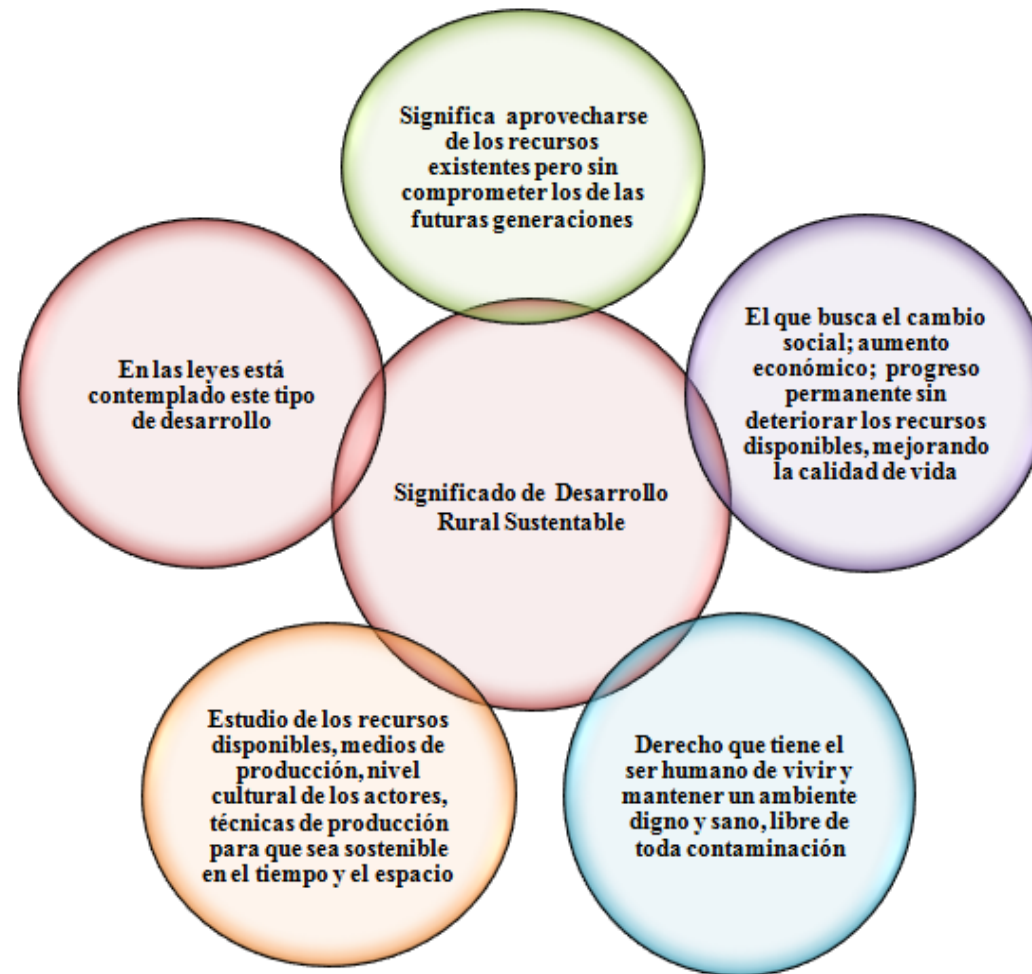 Significa aprovecharse
de los recursos
existentes pero sin
comprometer los de las
futuras generaciones
El que busca el cambio
social; aumento
económico; progreso
permanente sin
deteriorar los recursos
disponibles, mejorando
la calidad de vida
En las leyes está
contemplado este tipo
de desarrollo
Significado de Desarrollo
Rural Sustentable
Estudio de los recursos
disponibles, medios de
producción, nivel
cultural de los actores,
técnicas de producción
para que sea sostenible
en el tiempo y el espacio
Derecho que tiene el
ser humano de vivir y
mantener un ambiente
digno y sano, libre de
toda contaminación